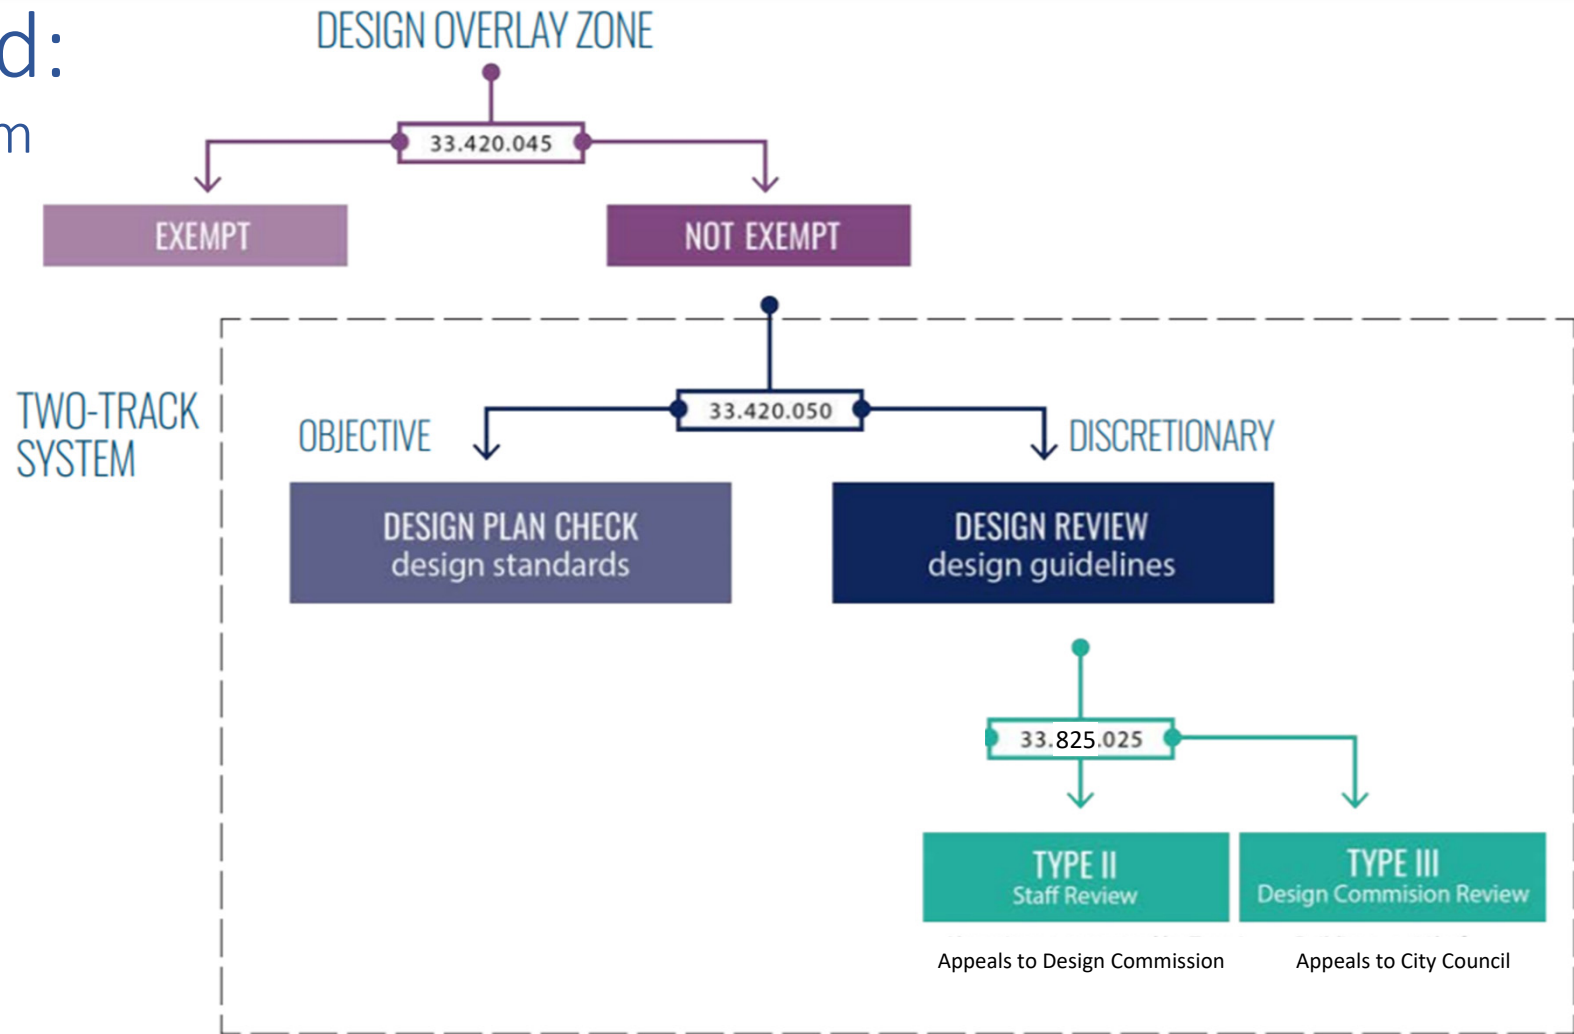 d:
m
DESIGN OVERLAY ZONE
33.420.045
EXEMPT
NOT EXEMPT
TWO-TRACK
SYSTEM
OBJECTIVE
33.420.050
DISCRETIONARY
DESIGN PLAN CHECK
design standards
DESIGN REVIEW
design guidelines
33.825.025
TYPE II
Staff Review
TYPE III
Design Commision Review
Appeals to Design Commission
Appeals to City Council